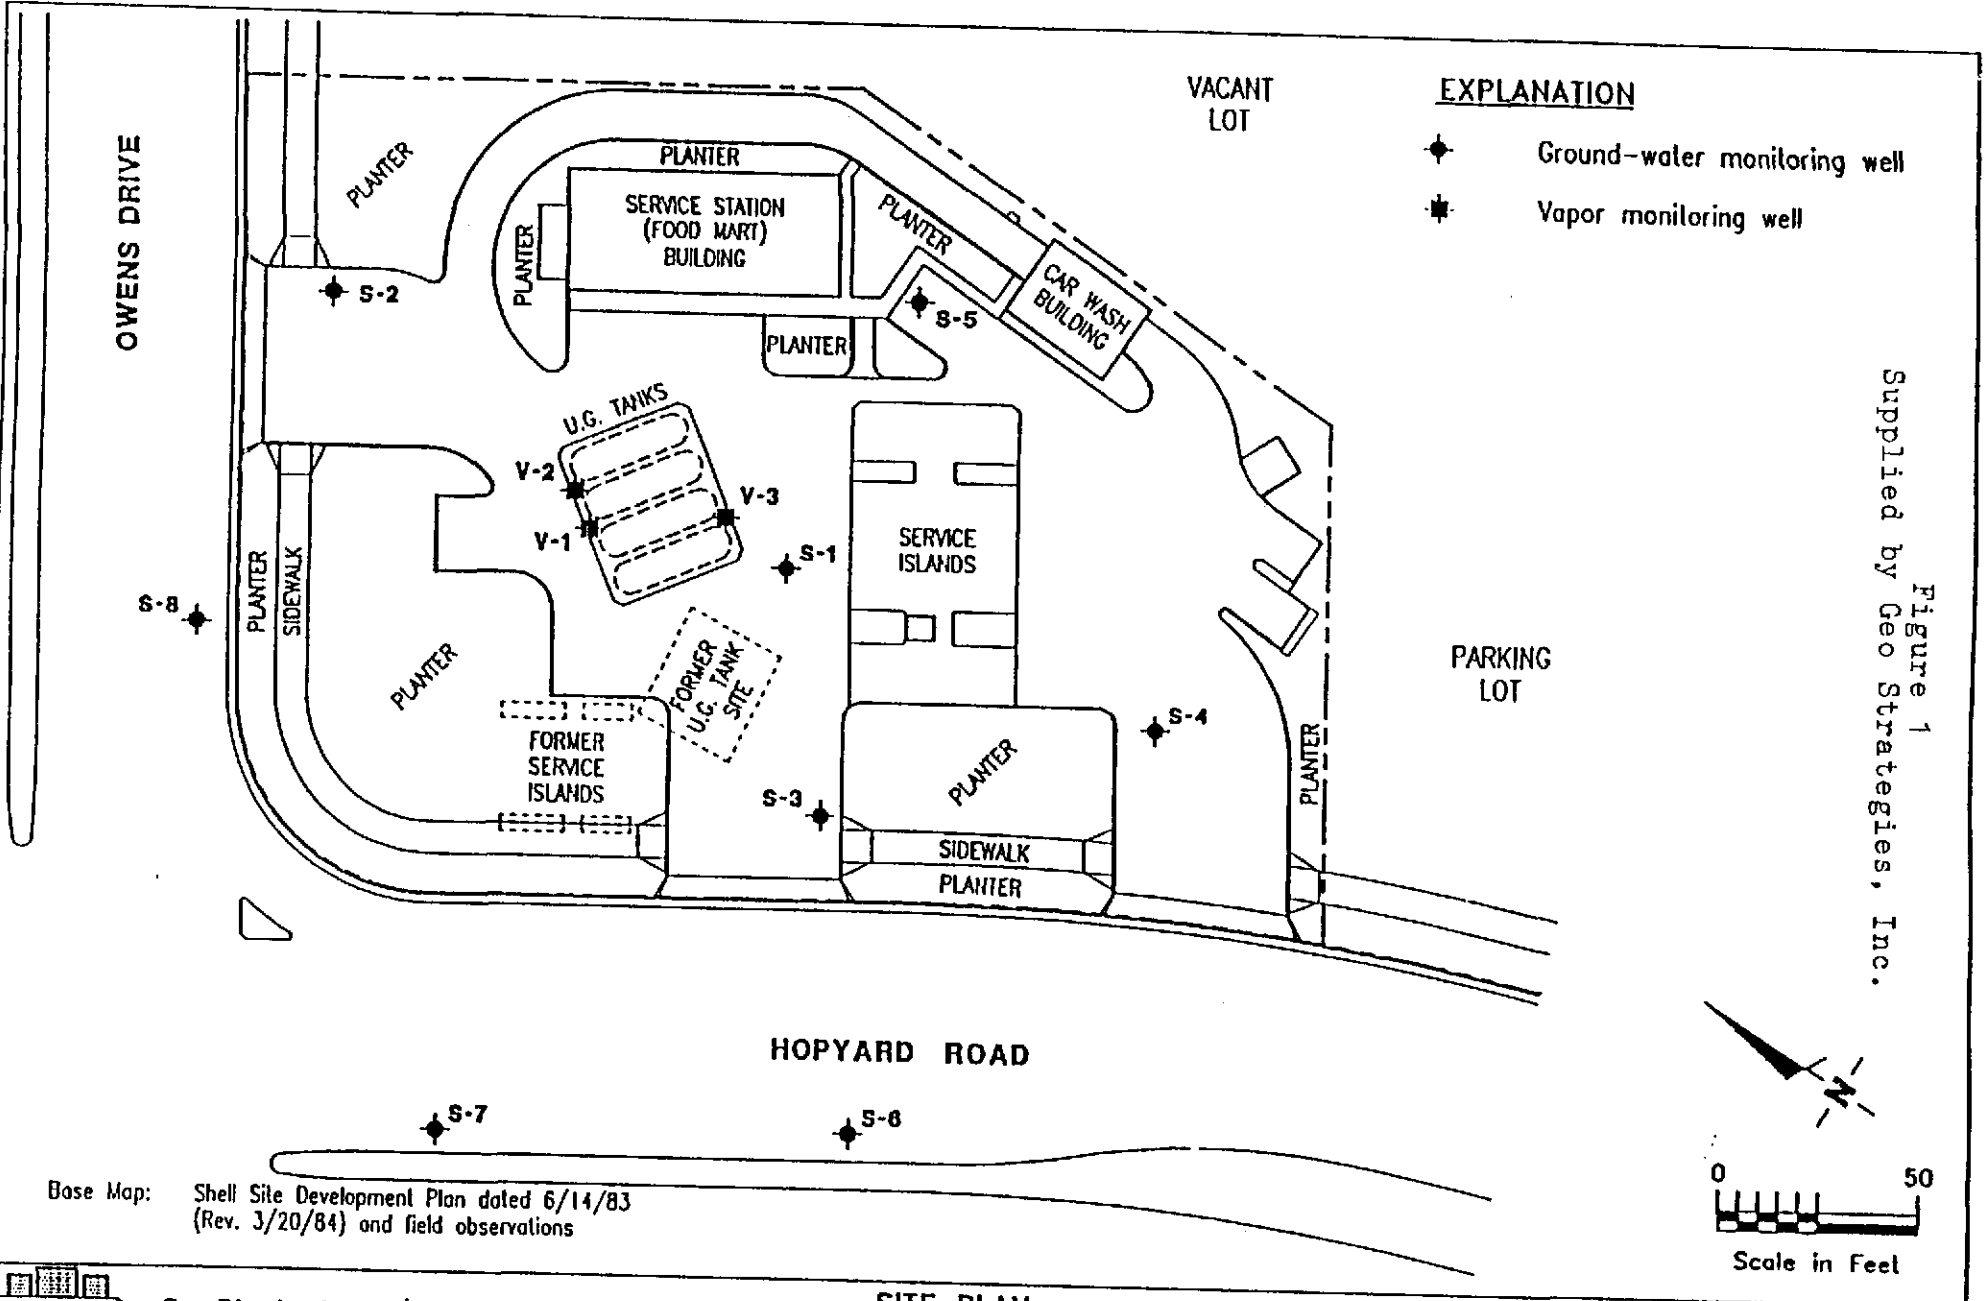 VACANT
LOT
EXPLANATION
Ground-water monitoring well
Vapor monitoring well
OWENS DRIVE
PLANTER
PLANTER
SERVICE STATION
(FOOD MART)
BUILDING
PLANTER
PLANTER
CAR WASH
BUILDING
S-2
S-5
PLANTER
U.G. TANKS
V-2
V-3
V-1
S-1
SERVICE
ISLANDS
S-8
PLANTER
SIDEWALK
PLANTER
FORMER
U.G. TANK
SITE
PARKING
LOT
S-4
FORMER
SERVICE
ISLANDS
PLANTER
PLANTER
S-3
SIDEWALK
PLANTER
Figure 1
Supplied by Geo Strategies, Inc.
HOPYARD ROAD
N
S-7
S-6
Base Map: Shell Site Development Plan dated 6/14/83
(Rev. 3/20/84) and field observations
0 50
Scale in Feet
SITE PLAN